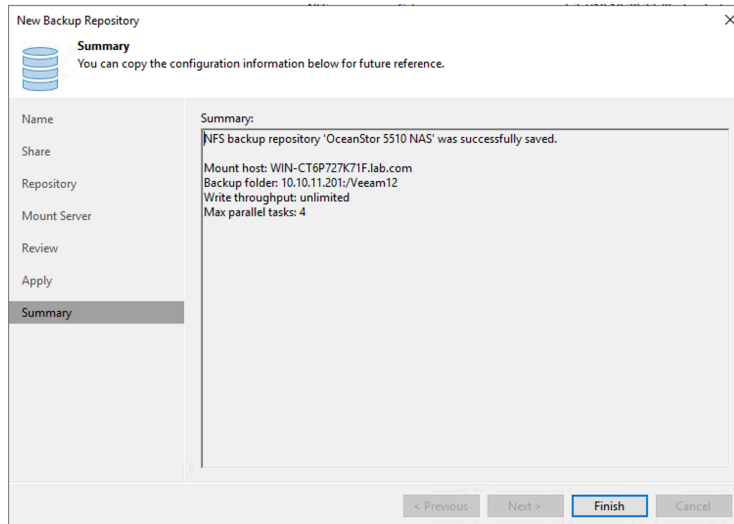 New Backup Repository
Summary
You can copy the configuration information below for future reference.
Name
Share
Repository
Mount Server
Review
Apply
Summary
Summary:
NFS backup repository 'OceanStor 5510 NAS' was successfully saved.
Mount host: WIN-CT6P727K71F.lab.com
Backup folder: 10.10.11.201:/Veeam12
Write throughput: unlimited
Max parallel tasks: 4
< Previous
Next >
Finish
Cancel